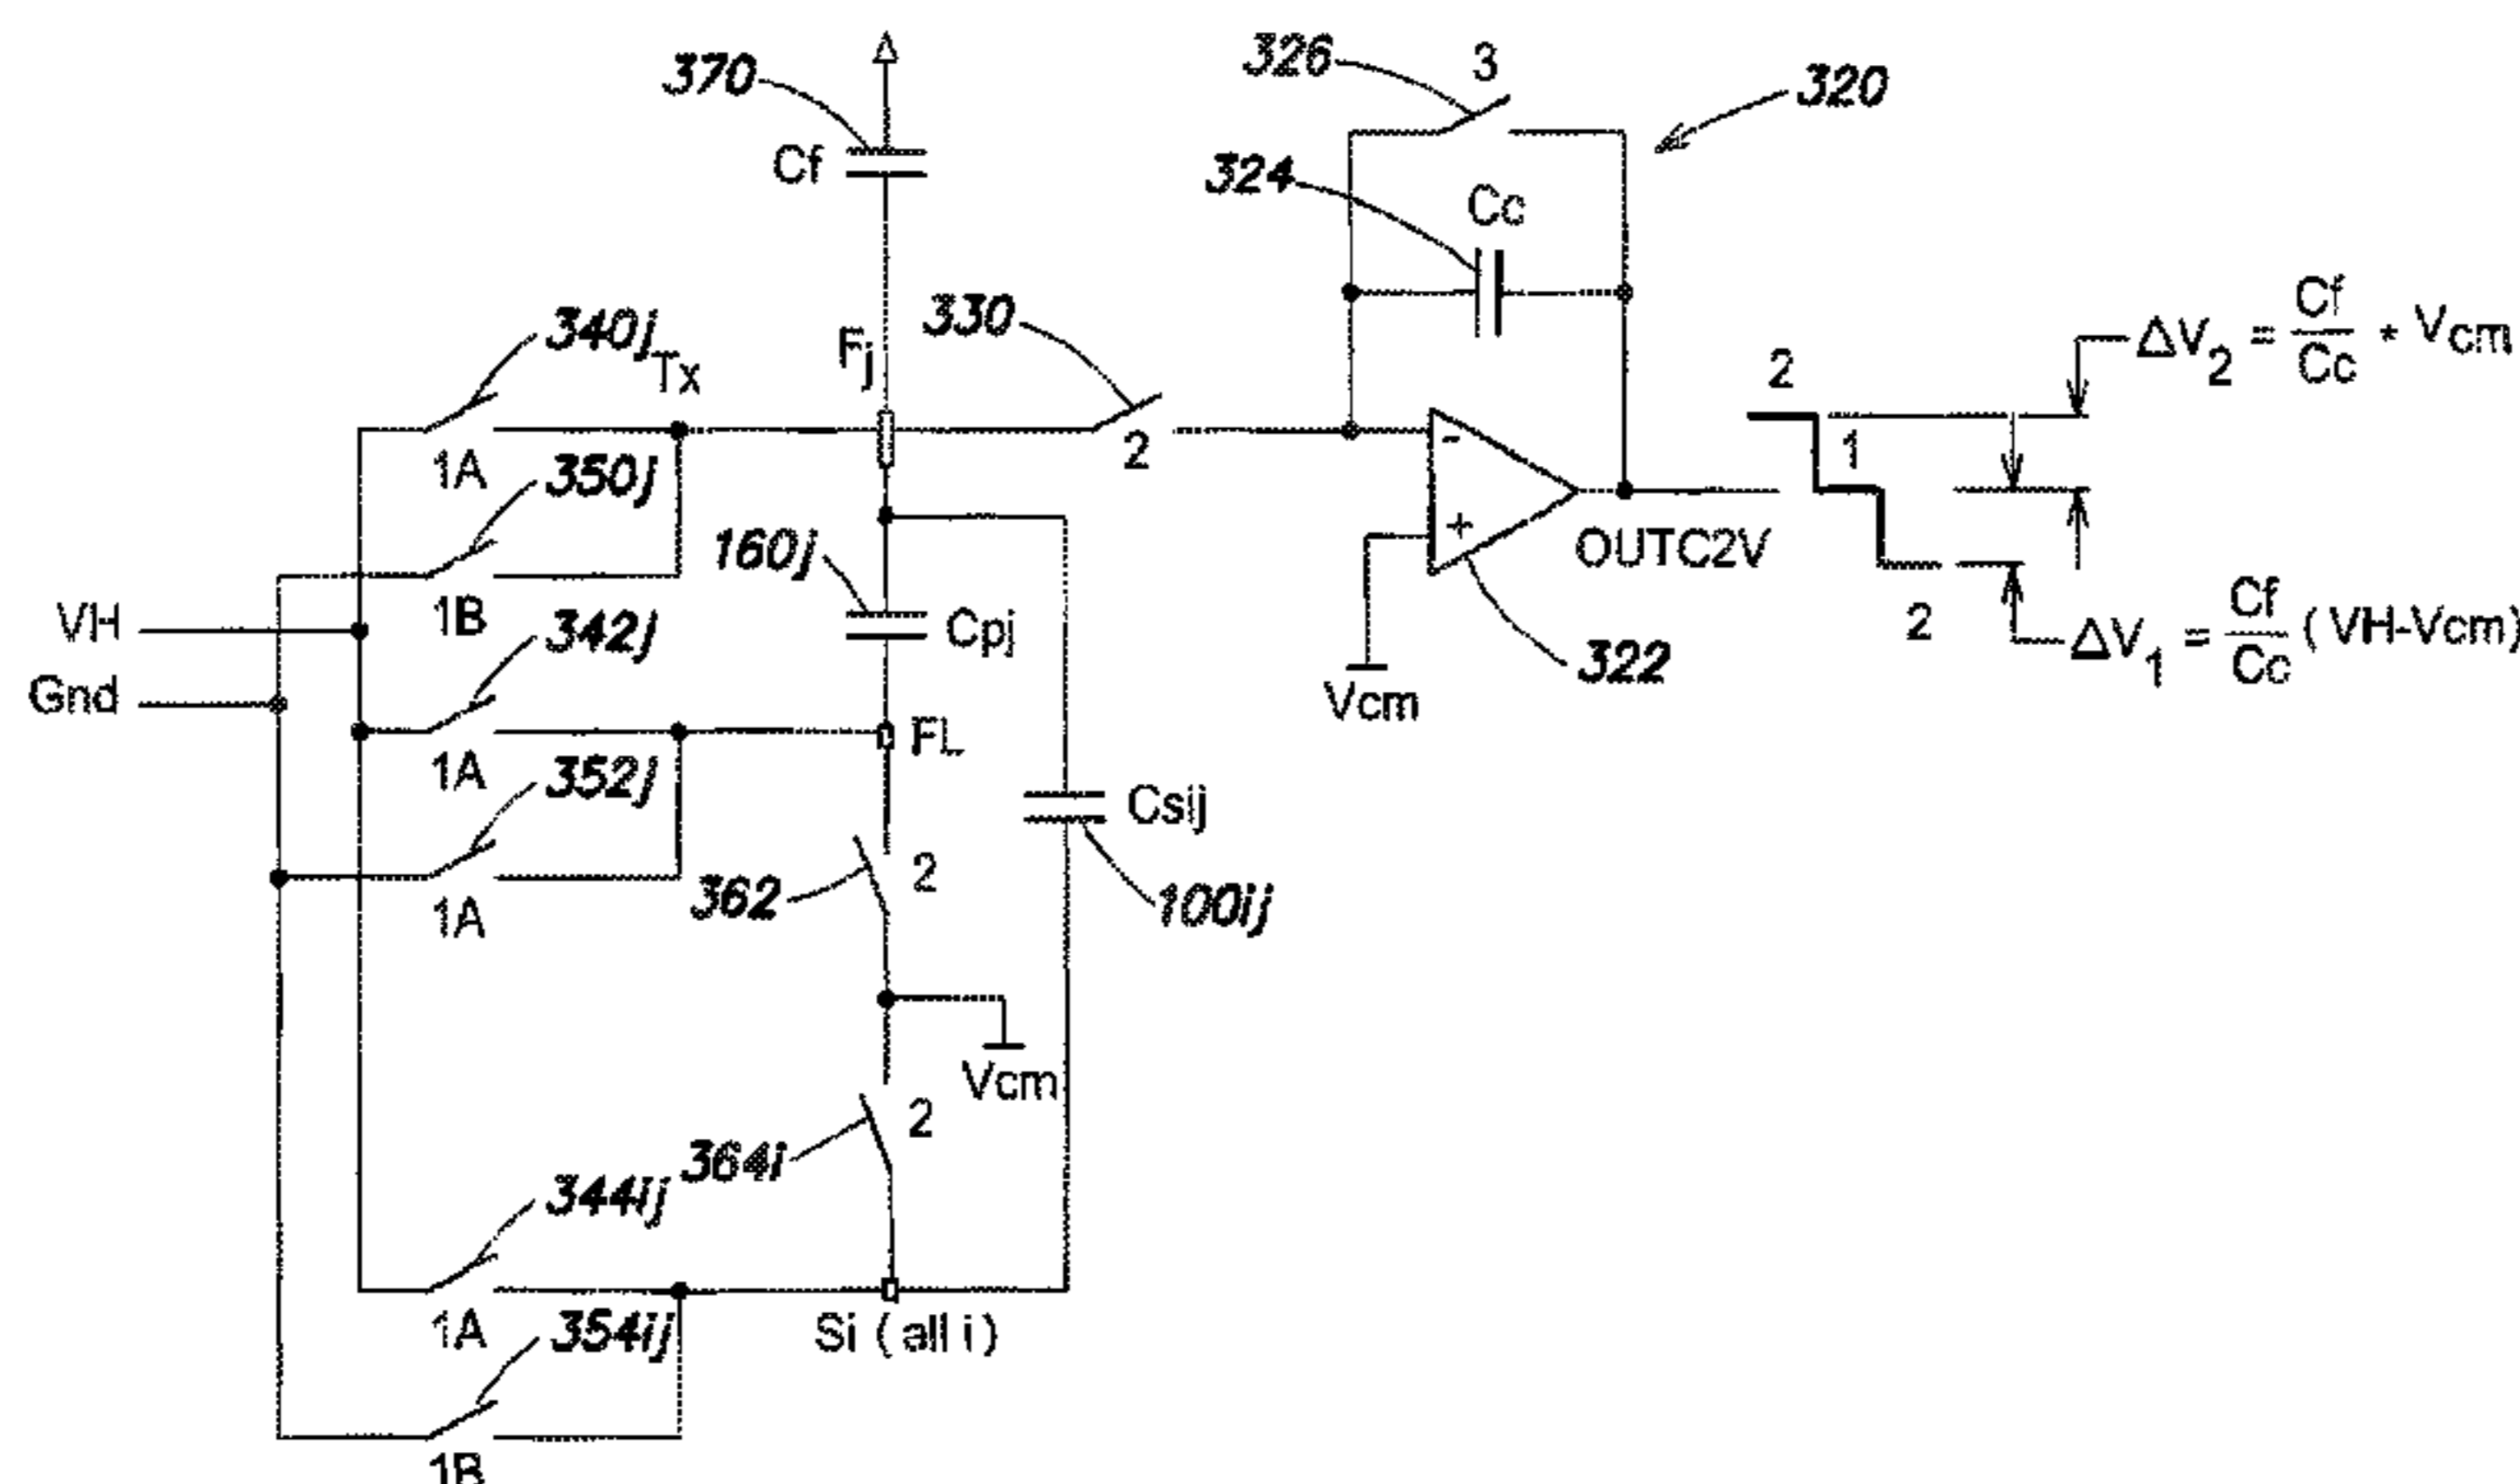 370
Cf
326
3
320
324
Cc
340j
Tx
Fj
330
2
1A
350j
1B
160j
Cpj
VH
Gnd
342j
1A
FL
352j
1A
362
2
Csij
100ij
Vcm
364i
2
344ij
1A
Si ( all i )
354ij
1B
-
+
OUTC2V
322
Vcm
2
1
2
ΔV2 = Cf/Cc * Vcm
ΔV1 = Cf/Cc ( VH-Vcm)